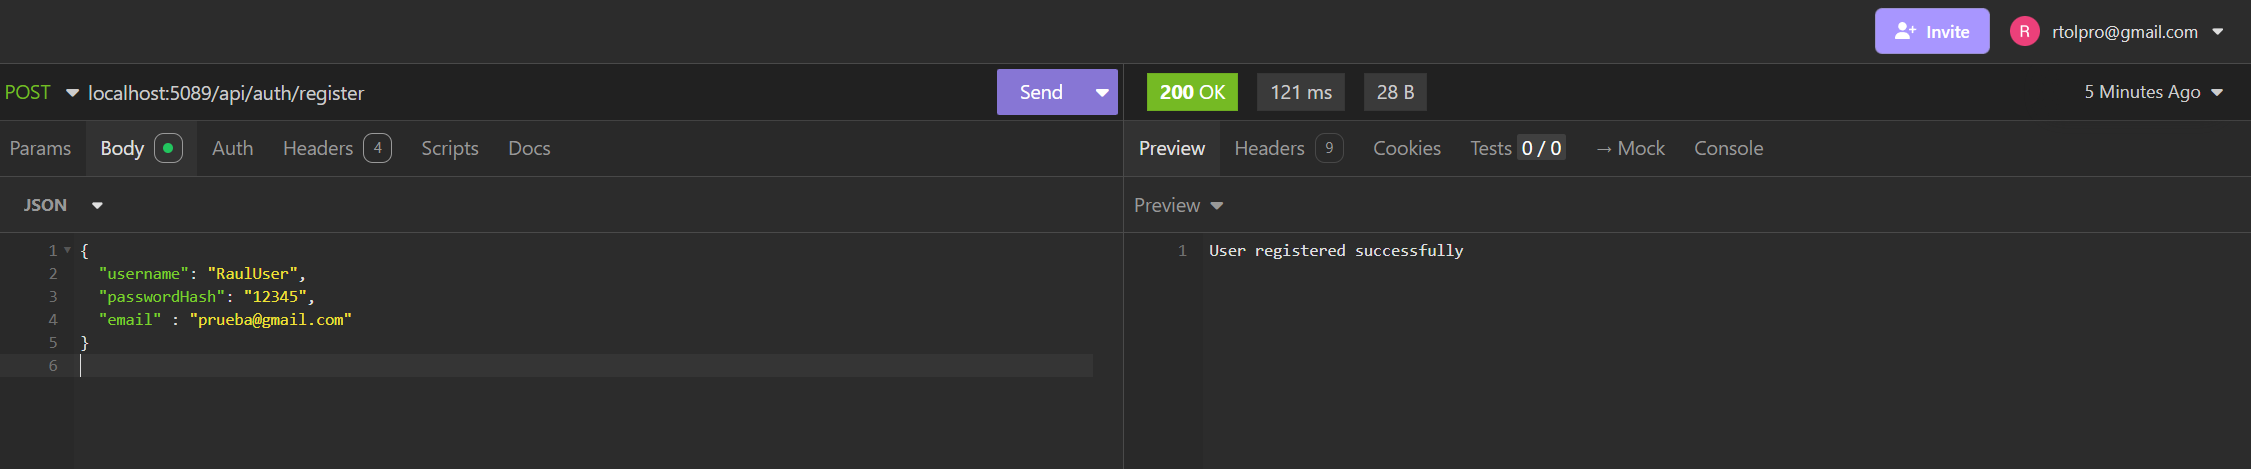 Invite
R
rtolpro@gmail.com
POST localhost:5089/api/auth/register
Send
200 OK
121 ms
28 B
5 Minutes Ago
Params
Body
Auth
Headers 4
Scripts
Docs
Preview
Headers 9
Cookies
Tests 0 / 0
→ Mock
Console
JSON
Preview
1 {
2 "username": "RaulUser",
3 "passwordHash": "12345",
4 "email" : "prueba@gmail.com"
5 }
6
1 User registered successfully